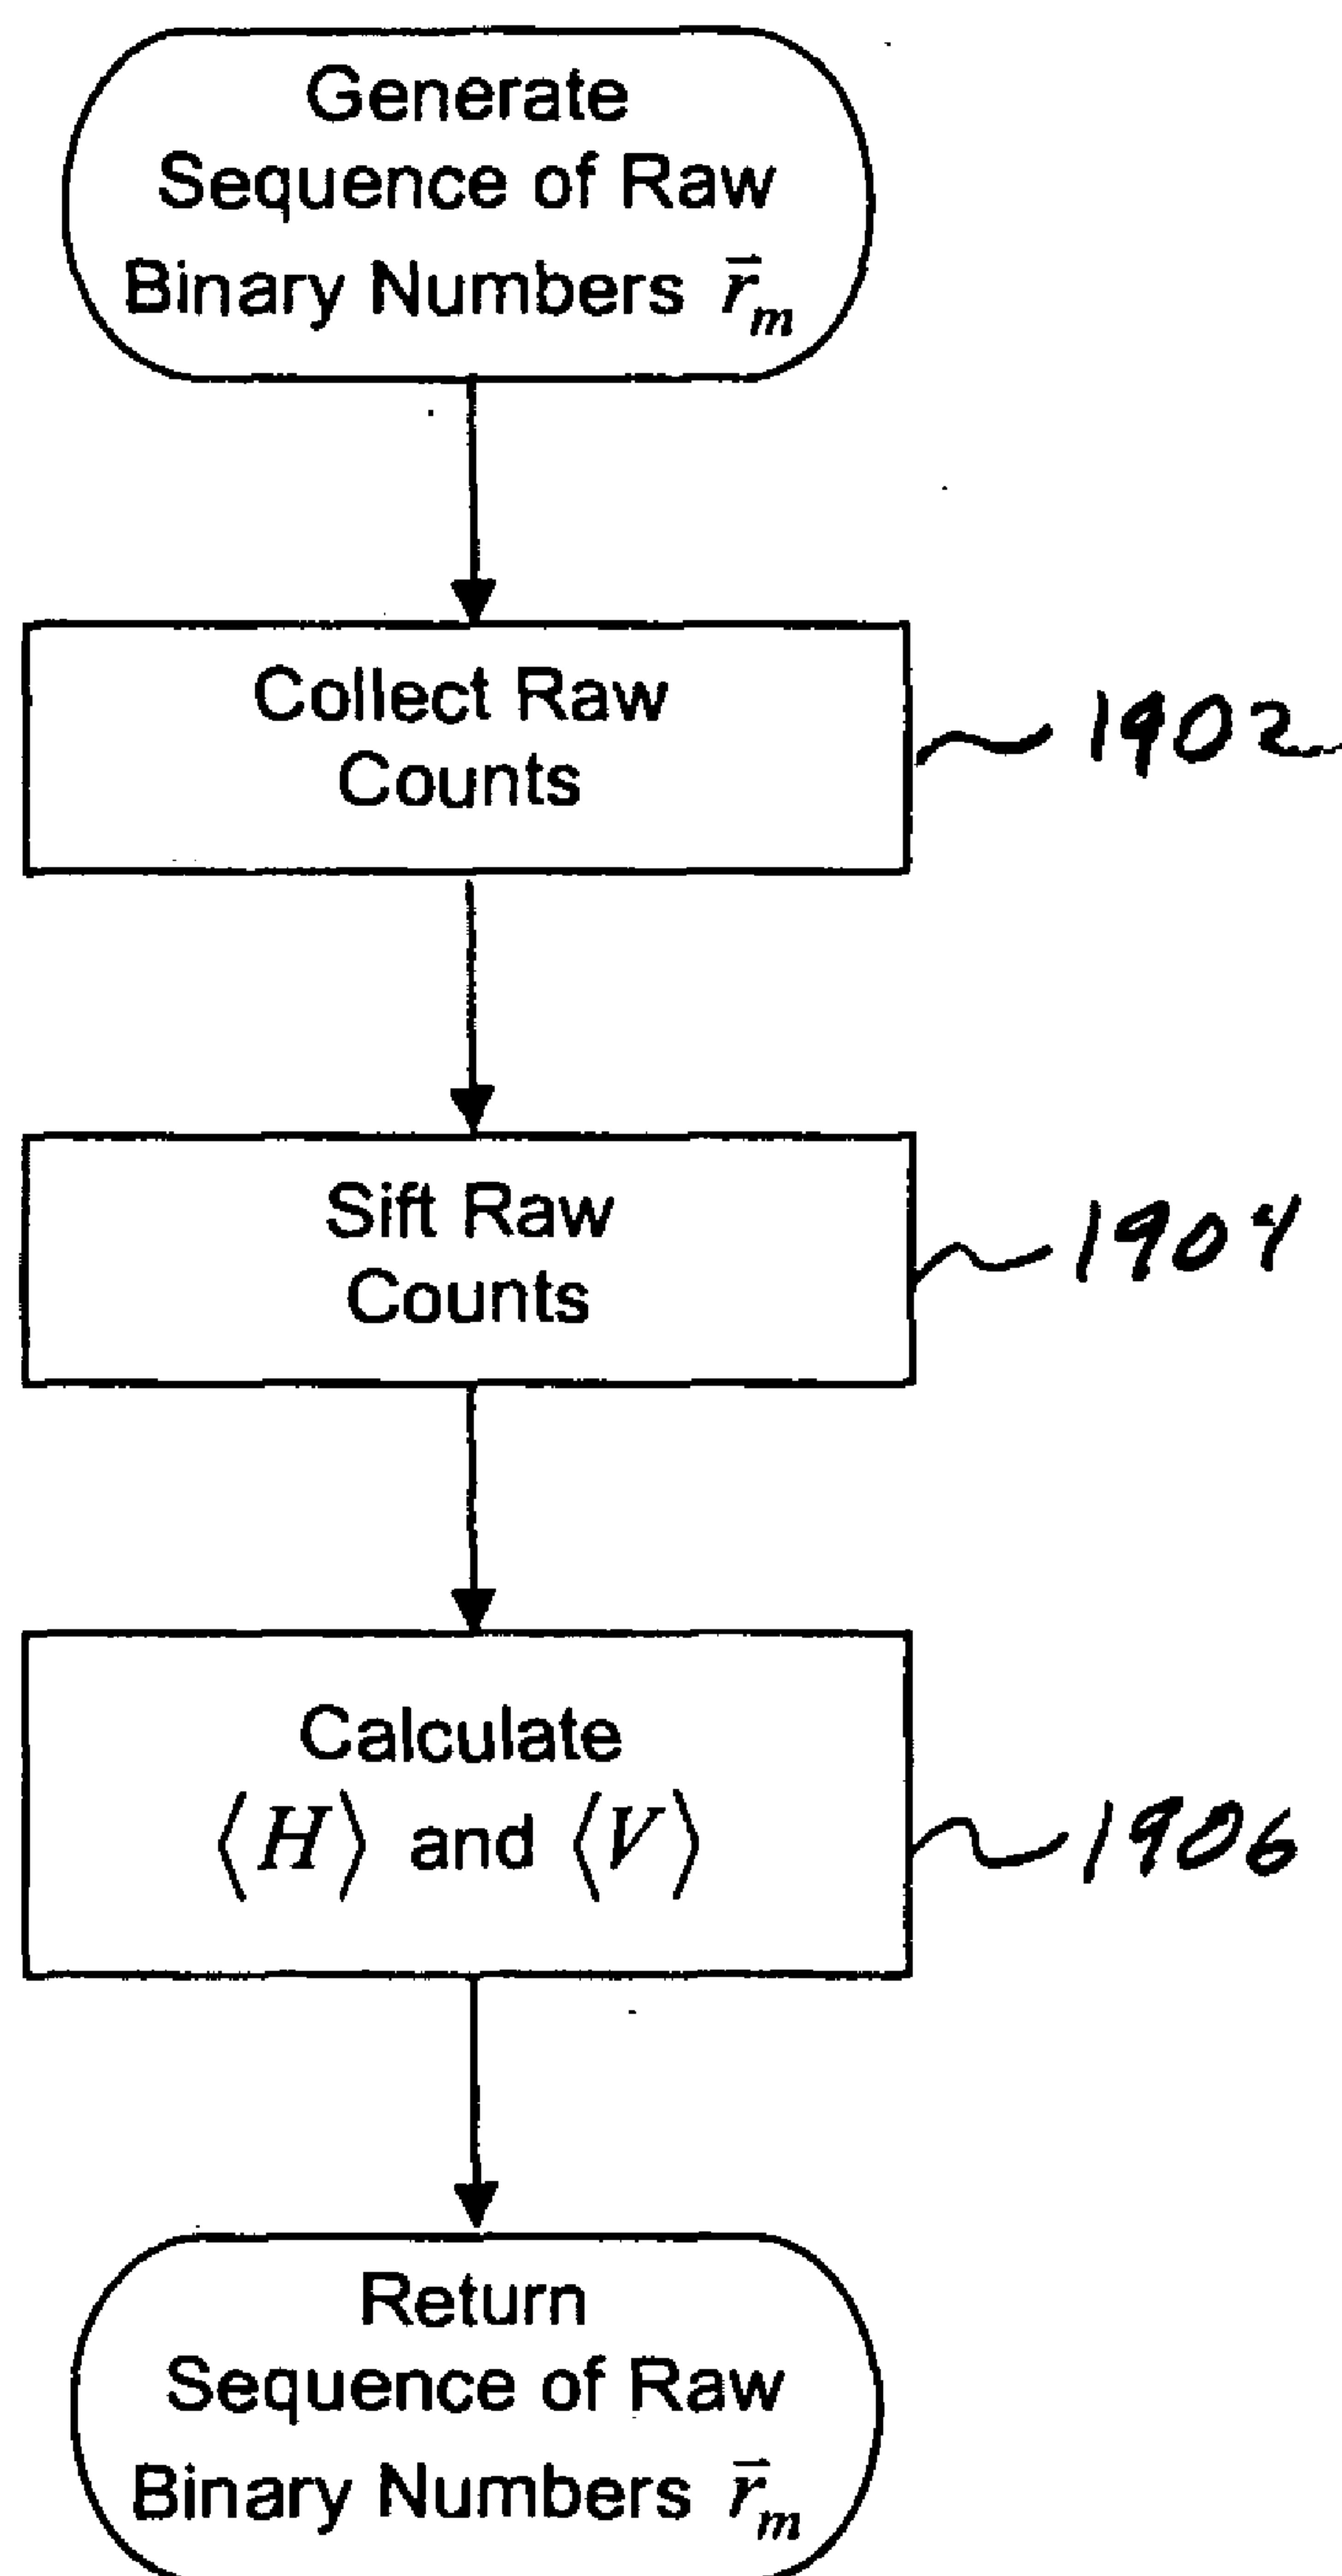 Generate
Sequence of Raw
Binary Numbers r̄ₘ
Collect Raw
Counts
1902
Sift Raw
Counts
1904
Calculate
⟨H⟩ and ⟨V⟩
1906
Return
Sequence of Raw
Binary Numbers r̄ₘ